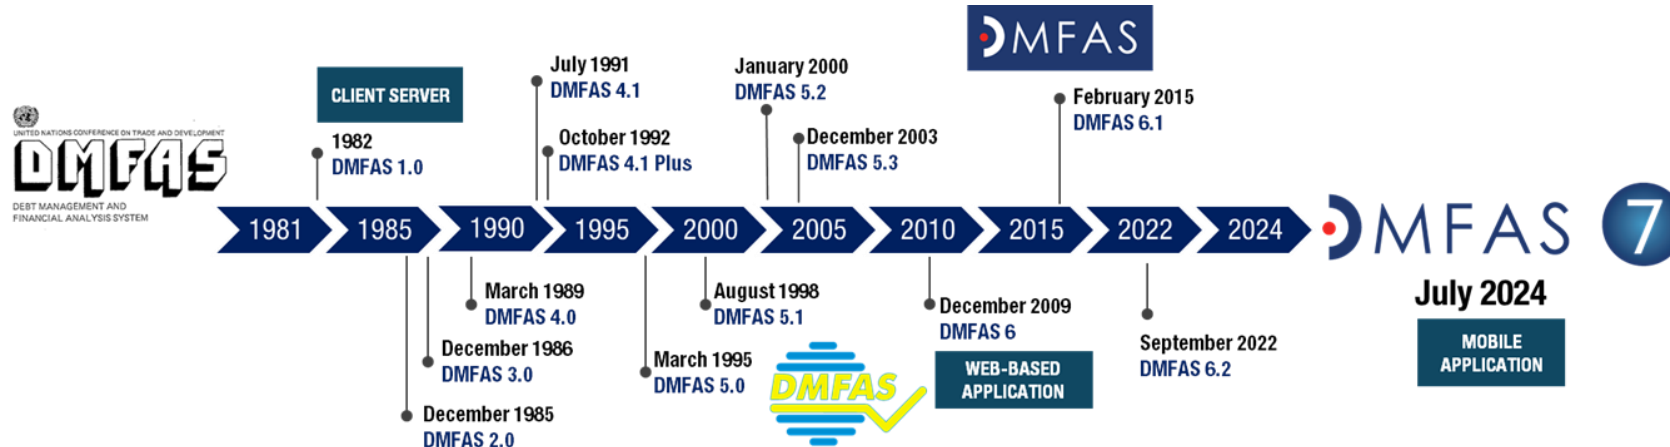 UNITED NATIONS CONFERENCE ON TRADE AND DEVELOPMENT
DMFAS
DEBT MANAGEMENT AND
FINANCIAL ANALYSIS SYSTEM
CLIENT SERVER
1982
DMFAS 1.0
July 1991
DMFAS 4.1
October 1992
DMFAS 4.1 Plus
January 2000
DMFAS 5.2
December 2003
DMFAS 5.3
DMFAS
February 2015
DMFAS 6.1
1981
1985
1990
1995
2000
2005
2010
2015
2022
2024
DMFAS 7
July 2024
MOBILE
APPLICATION
December 1985
DMFAS 2.0
December 1986
DMFAS 3.0
March 1989
DMFAS 4.0
March 1995
DMFAS 5.0
August 1998
DMFAS 5.1
DMFAS
December 2009
DMFAS 6
WEB-BASED
APPLICATION
September 2022
DMFAS 6.2